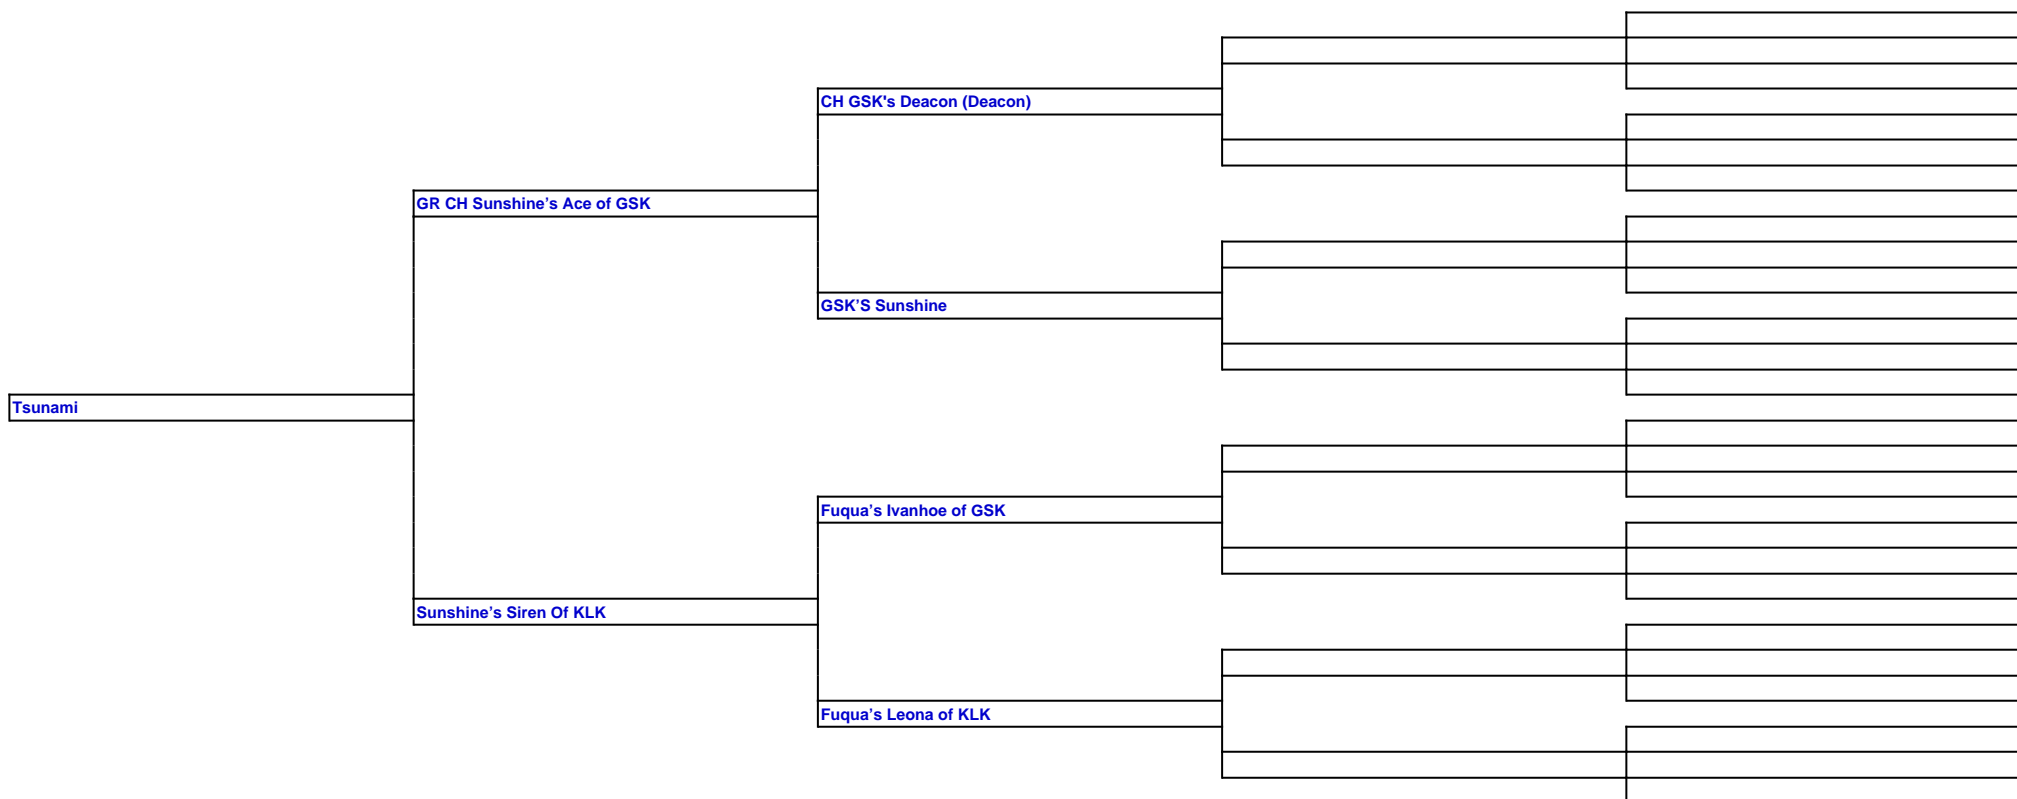 CH GSK's Deacon (Deacon)
GR CH Sunshine’s Ace of GSK
GSK’S Sunshine
Tsunami
Fuqua’s Ivanhoe of GSK
Sunshine’s Siren Of KLK
Fuqua’s Leona of KLK